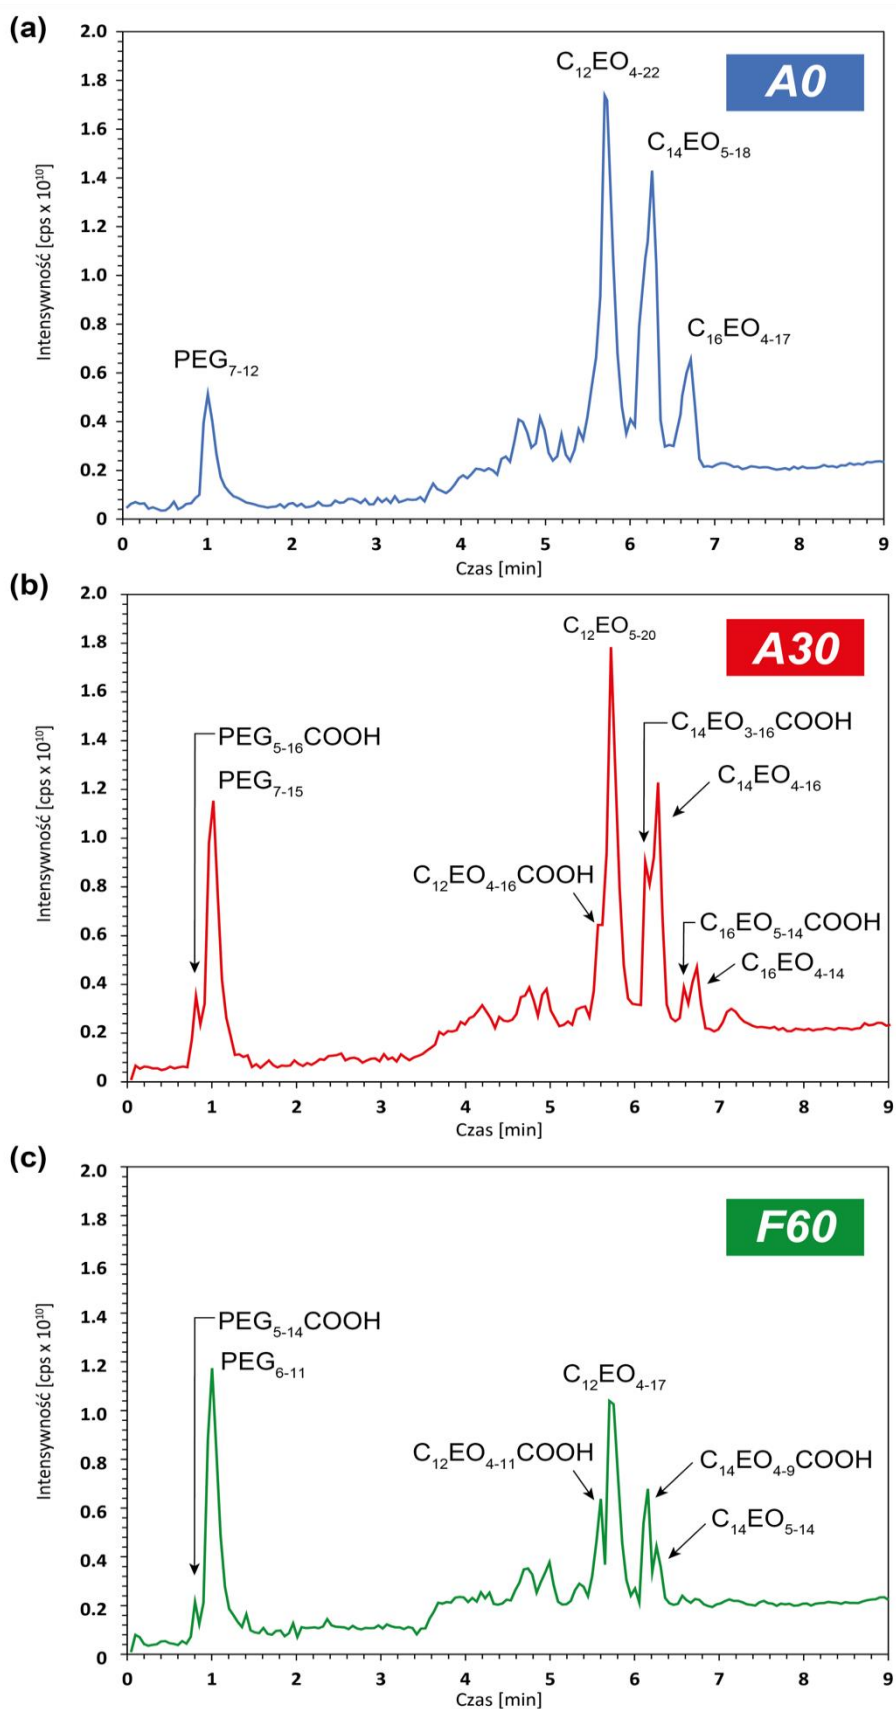 (a)
A0
Intensywność [cps x 10¹⁰]
2.0
1.8
1.6
1.4
1.2
1.0
0.8
0.6
0.4
0.2
0
PEG₇₋₁₂
C₁₂EO₄₋₂₂
C₁₄EO₅₋₁₈
C₁₆EO₄₋₁₇
0 1 2 3 4 5 6 7 8 9
Czas [min]
(b)
A30
Intensywność [cps x 10¹⁰]
2.0
1.8
1.6
1.4
1.2
1.0
0.8
0.6
0.4
0.2
0
PEG₅₋₁₆COOH
PEG₇₋₁₅
C₁₂EO₅₋₂₀
C₁₂EO₄₋₁₆COOH
C₁₄EO₃₋₁₆COOH
C₁₄EO₄₋₁₆
C₁₆EO₅₋₁₄COOH
C₁₆EO₄₋₁₄
0 1 2 3 4 5 6 7 8 9
Czas [min]
(c)
F60
Intensywność [cps x 10¹⁰]
2.0
1.8
1.6
1.4
1.2
1.0
0.8
0.6
0.4
0.2
0
PEG₅₋₁₄COOH
PEG₆₋₁₁
C₁₂EO₄₋₁₇
C₁₂EO₄₋₁₁COOH
C₁₄EO₄₋₉COOH
C₁₄EO₅₋₁₄
0 1 2 3 4 5 6 7 8 9
Czas [min]